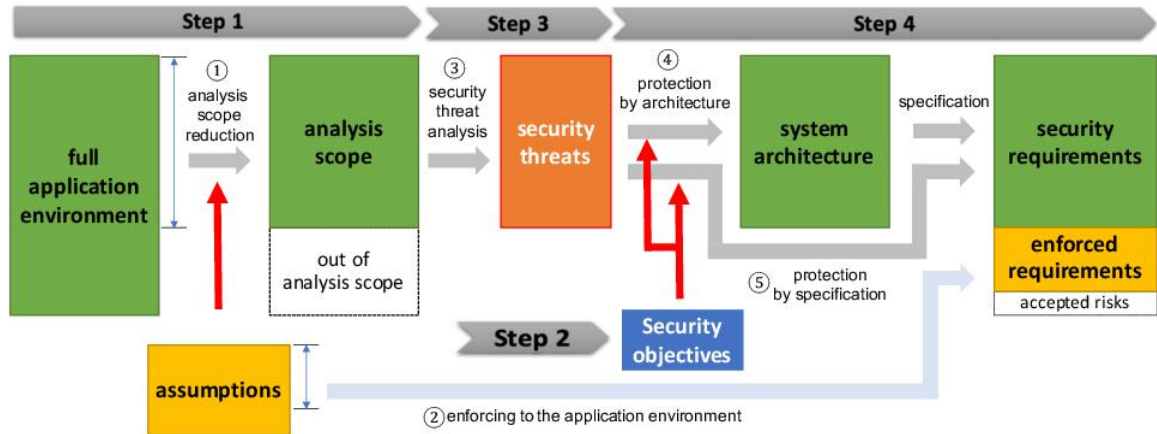 Step 1
Step 3
Step 4
full
application
environment
①
analysis
scope
reduction
analysis
scope
out of
analysis scope
③
security
threat
analysis
security
threats
④
protection
by architecture
system
architecture
specification
security
requirements
enforced
requirements
accepted risks
⑤ protection
by specification
Step 2
Security
objectives
assumptions
② enforcing to the application environment